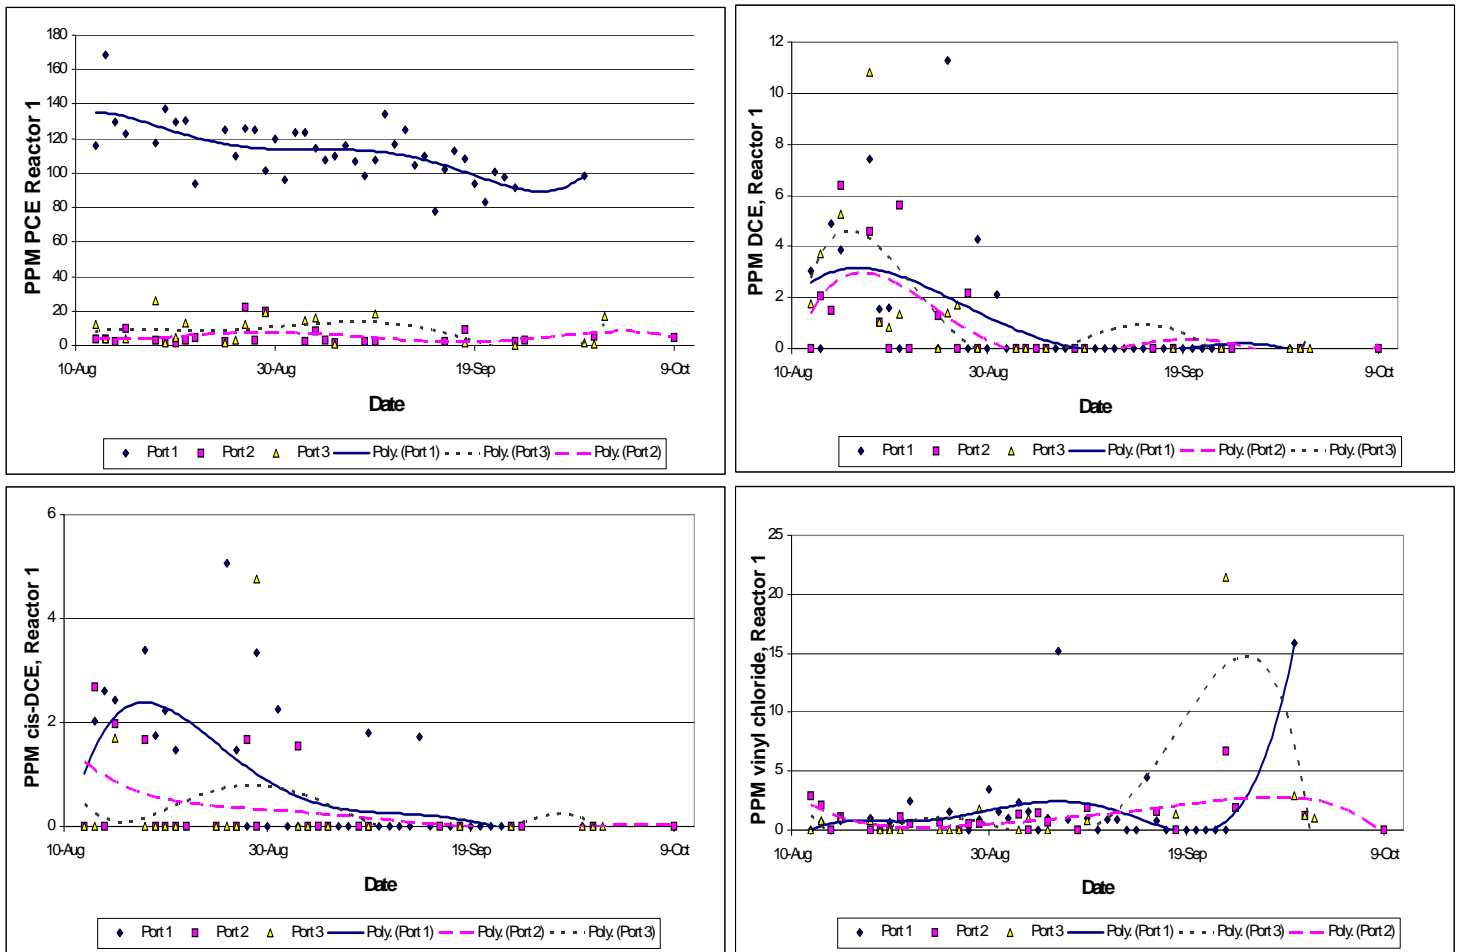 PPM PCE Reactor 1
180
160
140
120
100
80
60
40
20
0
10-Aug 30-Aug 19-Sep 9-Oct
Date
Port 1 Port 2 Port 3 Poly. (Port 1) Poly. (Port 3) Poly. (Port 2)
PPM DCE, Reactor 1
12
10
8
6
4
2
0
10-Aug 30-Aug 19-Sep 9-Oct
Date
Port 1 Port 2 Port 3 Poly. (Port 1) Poly. (Port 2) Poly. (Port 3)
PPM cis-DCE, Reactor 1
6
4
2
0
10-Aug 30-Aug 19-Sep 9-Oct
Date
Port 1 Port 2 Port 3 Poly. (Port 1) Poly. (Port 2) Poly. (Port 3)
PPM vinyl chloride, Reactor 1
25
20
15
10
5
0
10-Aug 30-Aug 19-Sep 9-Oct
Date
Port 1 Port 2 Port 3 Poly. (Port 1) Poly. (Port 3) Poly. (Port 2)